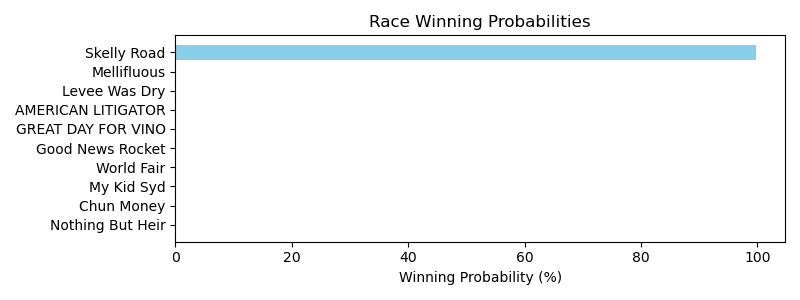 Race Winning Probabilities
Skelly Road
Mellifluous
Levee Was Dry
AMERICAN LITIGATOR
GREAT DAY FOR VINO
Good News Rocket
World Fair
My Kid Syd
Chun Money
Nothing But Heir
0 20 40 60 80 100
Winning Probability (%)